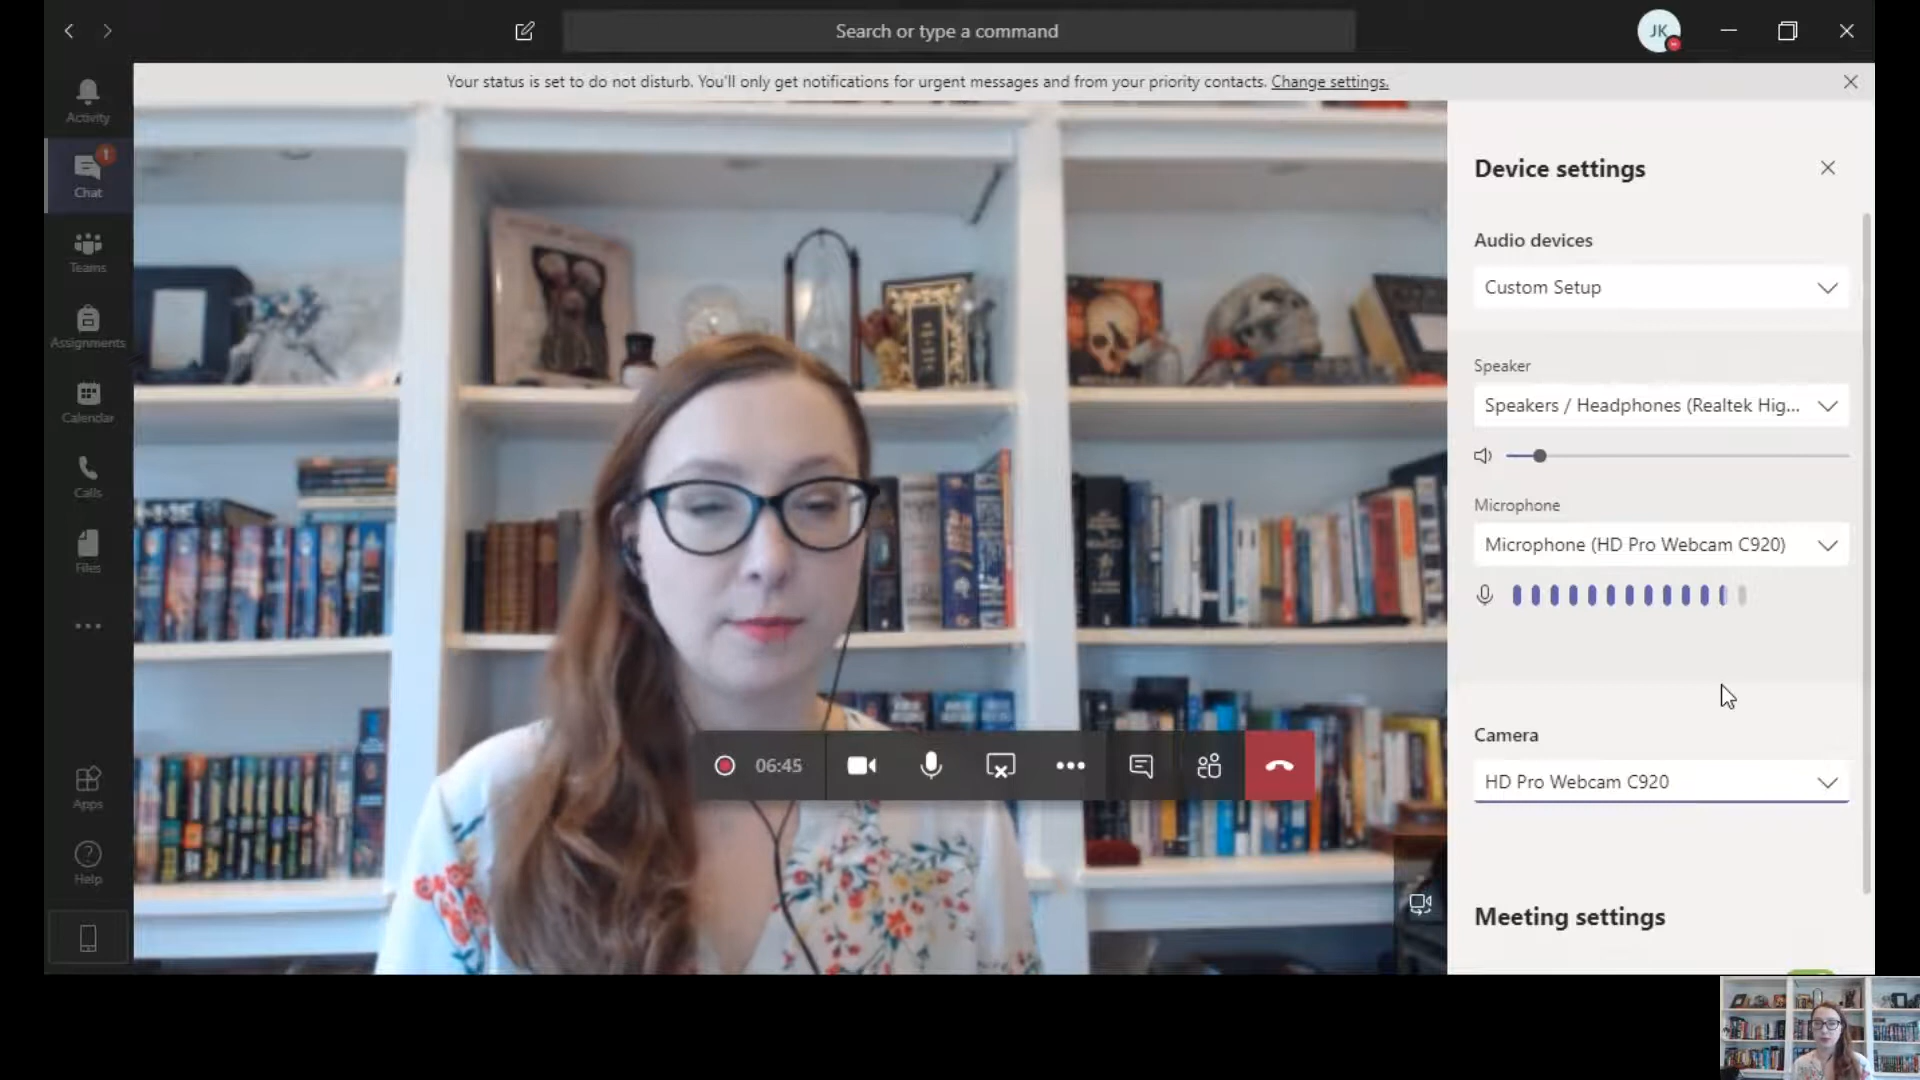 Search or type a command
JK
Your status is set to do not disturb. You'll only get notifications for urgent messages and from your priority contacts. Change settings.
Activity
1
Chat
Teams
Assignments
Calendar
Calls
Files
Apps
Help
06:45
Device settings
Audio devices
Custom Setup
Speaker
Speakers / Headphones (Realtek Hig...
Microphone
Microphone (HD Pro Webcam C920)
Camera
HD Pro Webcam C920
Meeting settings